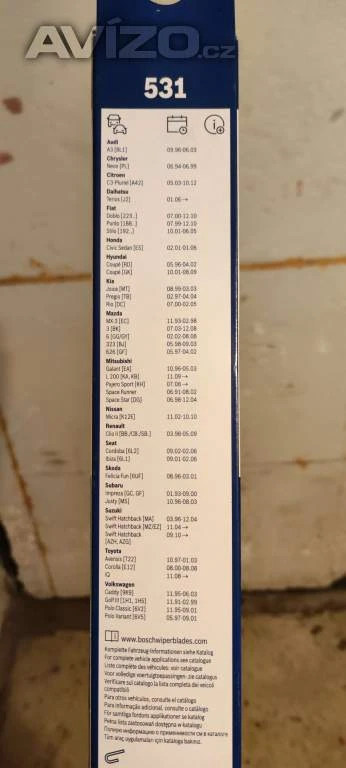 AVÍZO.cz
531
Audi
A3 [8L1] 09.96-06.03
Chrysler
Neon [PL] 06.94-06.99
Citroen
C3 Pluriel [A42] 05.03-10.12
Daihatsu
Terios [J2] 01.06→
Fiat
Doblo [223..] 07.00-12.10
Punto [188..] 07.99-12.10
Stilo [192..] 10.01-06.05
Honda
Civic Sedan [ES] 02.01-01.06
Hyundai
Coupé [RD] 05.96-04.02
Coupé [GK] 10.01-08.09
Kia
Joice [MT] 08.99-03.03
Pregio [TB] 02.97-04.04
Rio [DC] 07.00-02.05
Mazda
MX-3 [EC] 11.93-02.98
3 [BK] 07.03-12.08
6 [GG/GY] 02.02-08.08
323 [BJ] 05.98-09.03
626 [GF] 05.97-04.02
Mitsubishi
Galant [EA] 10.96-05.03
L 200 [KA, KB] 11.09→
Pajero Sport [KH] 07.08→
Space Runner 06.91-08.02
Space Star [DG] 06.98-12.04
Nissan
Micra [K12E] 11.02-10.10
Renault
Clio II [BB./CB./SB.] 03.98-05.09
Seat
Cordoba [6L2] 09.02-02.06
Ibiza [6L1] 09.01-02.06
Skoda
Felicia Fun [6UF] 08.96-03.01
Subaru
Impreza [GC, GF] 01.93-09.00
Justy [MS] 10.96-08.03
Suzuki
Swift Hatchback [MA] 03.96-12.04
Swift Hatchback [MZ/EZ] 11.04→
Swift Hatchback 09.10→
[AZH, AZG]
Toyota
Avensis [T22] 10.97-01.03
Corolla [E12] 08.00-08.08
IQ 11.08→
Volkswagen
Caddy [9K9] 11.95-06.03
Golf III [1H1, 1H5] 11.91-02.99
Polo Classic [6V2] 11.95-09.01
Polo Variant [6V5] 05.97-09.01
www.boschwiperblades.com
Komplette Fahrzeug-Informationen siehe Katalog
For complete vehicle applications see catalogue
Liste complète des véhicules: voir catalogue
Voor volledige voertuigtoepassingen: zie catalogus
Verificare sul catalogo la lista completa dei veicoli
compatibili
Para otros vehículos, consulte el catálogo
Para informação adicional, consulte o catálogo
För samtliga fordons applikationer se katalog
Pełna lista zastosowań dostępna w katalogu
Полную информацию о применимости см в каталоге
Tüm araç uygulamaları için kataloğa bakınız.